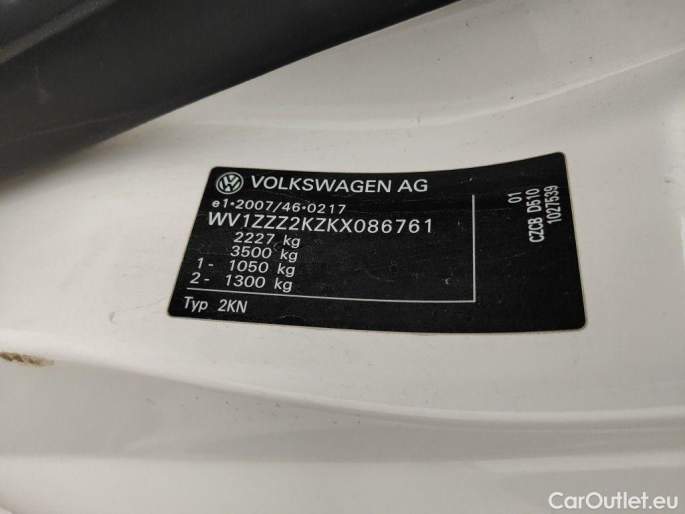 VOLKSWAGEN AG
e1*2007/46*0217
WV1ZZZ2KZKX086761
2227 kg
3500 kg
1- 1050 kg
2- 1300 kg
Typ 2KN
01
CZCB D510
1027539
CarOutlet.eu